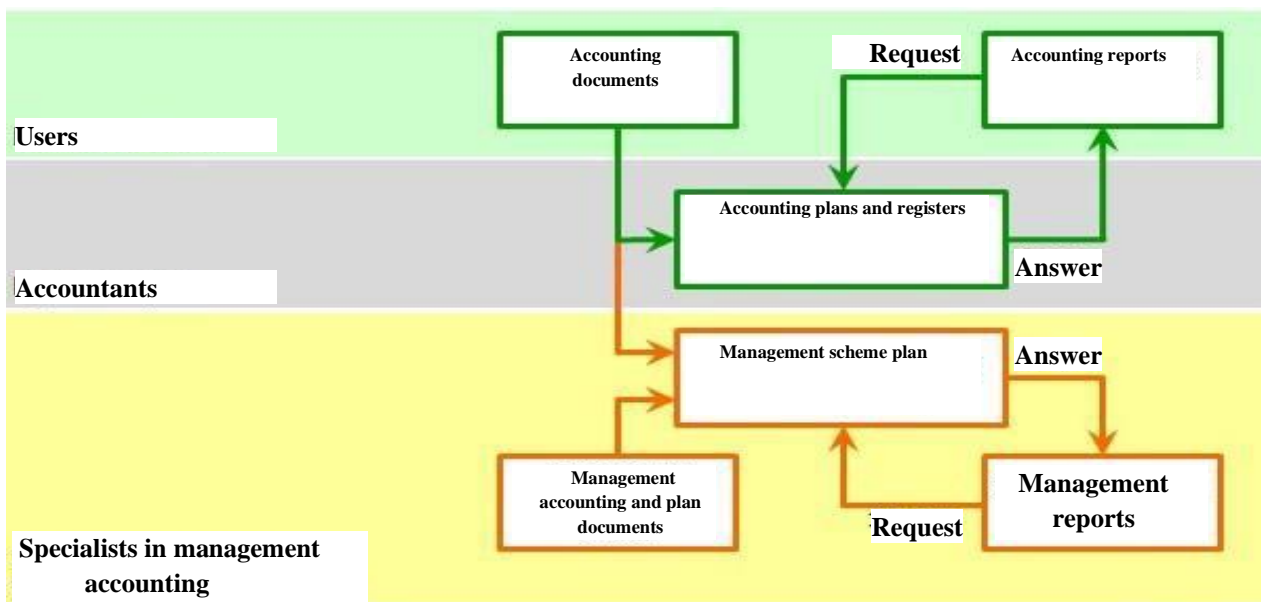 Accounting
documents
Request
Accounting reports
Users
Accounting plans and registers
Answer
Accountants
Management scheme plan
Answer
Management
accounting and plan
documents
Management
reports
Request
Specialists in management
accounting